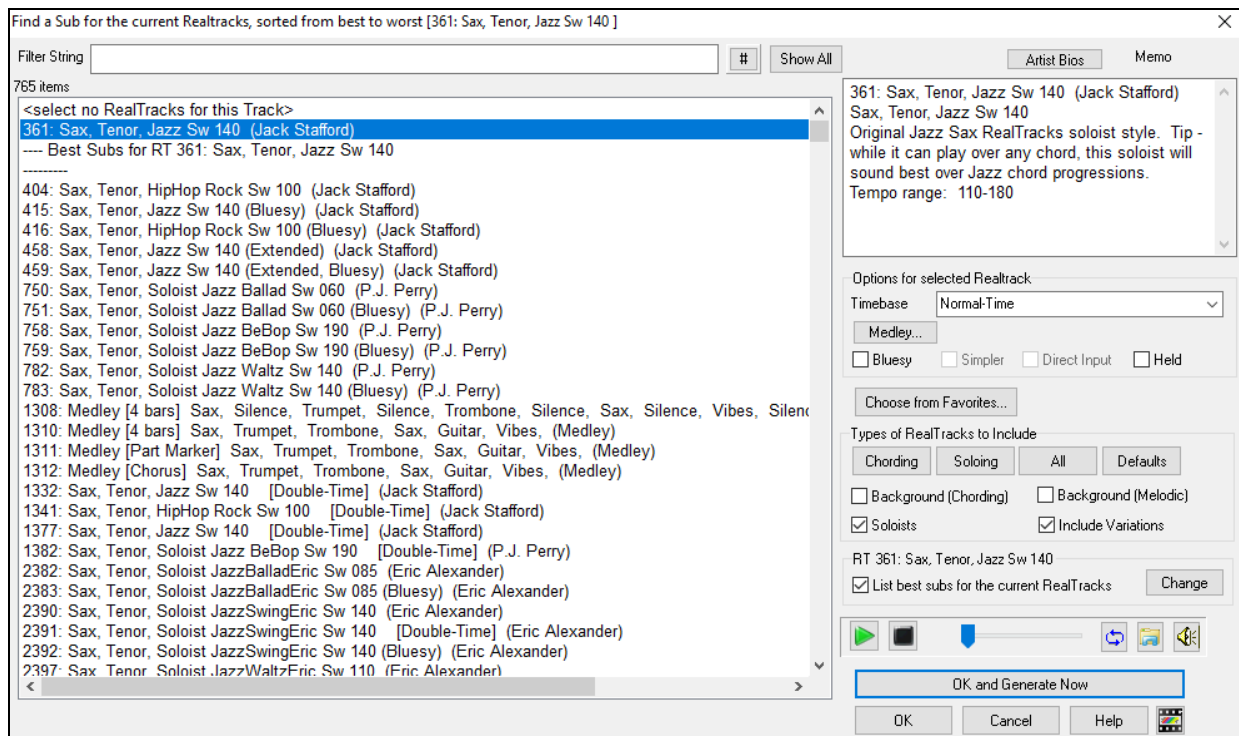 Find a Sub for the current Realtracks, sorted from best to worst [361: Sax, Tenor, Jazz Sw 140 ]
Filter String
#
Show All
765 items
<select no RealTracks for this Track>
361: Sax, Tenor, Jazz Sw 140 (Jack Stafford)
---- Best Subs for RT 361: Sax, Tenor, Jazz Sw 140
---------
404: Sax, Tenor, HipHop Rock Sw 100 (Jack Stafford)
415: Sax, Tenor, Jazz Sw 140 (Bluesy) (Jack Stafford)
416: Sax, Tenor, HipHop Rock Sw 100 (Bluesy) (Jack Stafford)
458: Sax, Tenor, Jazz Sw 140 (Extended) (Jack Stafford)
459: Sax, Tenor, Jazz Sw 140 (Extended, Bluesy) (Jack Stafford)
750: Sax, Tenor, Soloist Jazz Ballad Sw 060 (P.J. Perry)
751: Sax, Tenor, Soloist Jazz Ballad Sw 060 (Bluesy) (P.J. Perry)
758: Sax, Tenor, Soloist Jazz BeBop Sw 190 (P.J. Perry)
759: Sax, Tenor, Soloist Jazz BeBop Sw 190 (Bluesy) (P.J. Perry)
782: Sax, Tenor, Soloist Jazz Waltz Sw 140 (P.J. Perry)
783: Sax, Tenor, Soloist Jazz Waltz Sw 140 (Bluesy) (P.J. Perry)
1308: Medley [4 bars] Sax, Silence, Trumpet, Silence, Trombone, Silence, Sax, Silence, Vibes, Silenc
1310: Medley [4 bars] Sax, Trumpet, Trombone, Sax, Guitar, Vibes, (Medley)
1311: Medley [Part Marker] Sax, Trumpet, Trombone, Sax, Guitar, Vibes, (Medley)
1312: Medley [Chorus] Sax, Trumpet, Trombone, Sax, Guitar, Vibes, (Medley)
1332: Sax, Tenor, Jazz Sw 140 [Double-Time] (Jack Stafford)
1341: Sax, Tenor, HipHop Rock Sw 100 [Double-Time] (Jack Stafford)
1377: Sax, Tenor, Jazz Sw 140 [Double-Time] (Jack Stafford)
1382: Sax, Tenor, Soloist Jazz BeBop Sw 190 [Double-Time] (P.J. Perry)
2382: Sax, Tenor, Soloist JazzBalladEric Sw 085 (Eric Alexander)
2383: Sax, Tenor, Soloist JazzBalladEric Sw 085 (Bluesy) (Eric Alexander)
2390: Sax, Tenor, Soloist JazzSwingEric Sw 140 (Eric Alexander)
2391: Sax, Tenor, Soloist JazzSwingEric Sw 140 [Double-Time] (Eric Alexander)
2392: Sax, Tenor, Soloist JazzSwingEric Sw 140 (Bluesy) (Eric Alexander)
2397: Sax, Tenor, Soloist JazzWaltzEric Sw 110 (Eric Alexander)
Artist Bios
Memo
361: Sax, Tenor, Jazz Sw 140 (Jack Stafford)
Sax, Tenor, Jazz Sw 140
Original Jazz Sax RealTracks soloist style. Tip -
while it can play over any chord, this soloist will
sound best over Jazz chord progressions.
Tempo range: 110-180
Options for selected Realtrack
Timebase
Normal-Time
Medley...
Bluesy
Simpler
Direct Input
Held
Choose from Favorites...
Types of RealTracks to Include
Chording
Soloing
All
Defaults
Background (Chording)
Background (Melodic)
Soloists
Include Variations
RT 361: Sax, Tenor, Jazz Sw 140
List best subs for the current RealTracks
Change
OK and Generate Now
OK
Cancel
Help